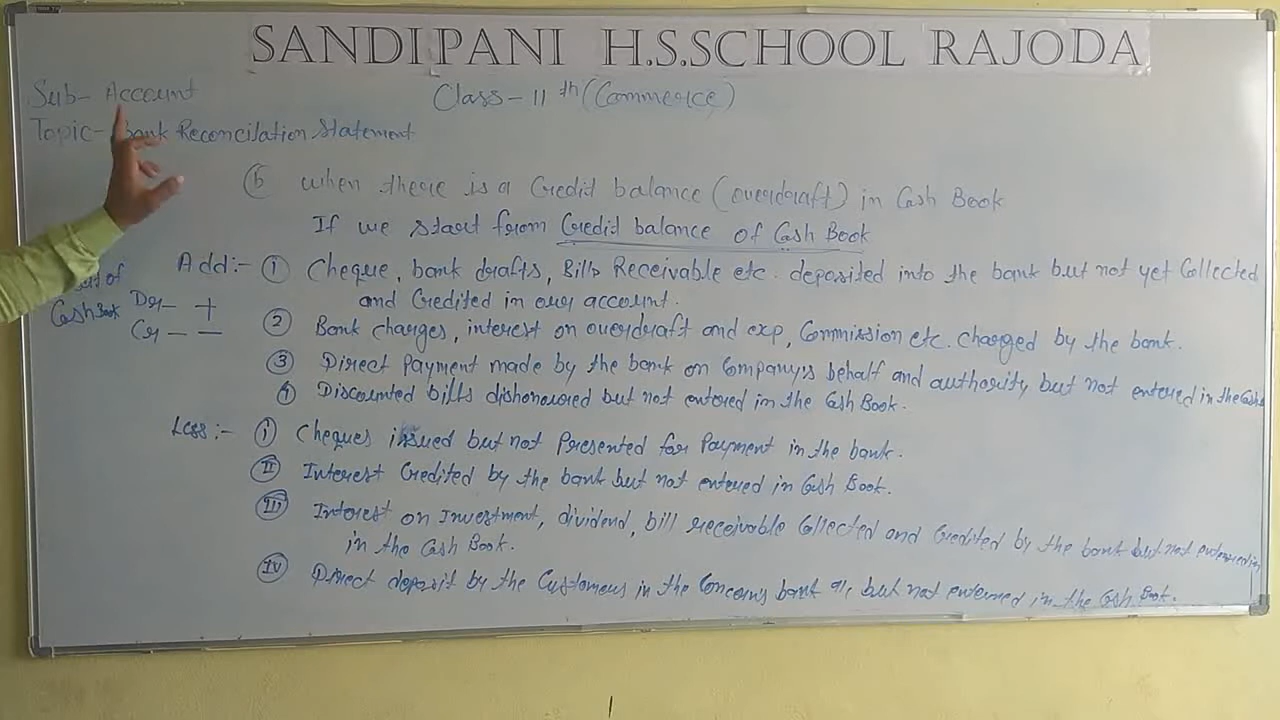 SANDIPANI H.S.SCHOOL RAJODA
Sub- Account
Class-11th (Commerce)
Topic- Bank Reconcilation Statement
(b) when there is a Credit balance (overdraft) in Cash Book
If we start from Credit balance of Cash Book
Add:- ① Cheque, bank drafts, Bills Receivable etc. deposited into the bank but not yet Collected
and Credited in our account.
of
Cash Book Dr- +
Cr - -
② Bank charges, interest on overdraft and exp, Commission etc. charged by the bank.
③ Direct Payment made by the bank on Company's behalf and authority but not entered in the Cash
④ Discounted bills dishonoured but not entered in the Cash Book.
Less:- Ⓘ Cheques issued but not Presented for Payment in the bank.
Ⅱ Interest Credited by the bank but not entered in Cash Book.
Ⅲ Interest on Investment, dividend, bill receivable Collected and Credited by the bank but not entered in
in the Cash Book.
Ⅳ Direct deposit by the Customers in the Concern's bank a/c but not entered in the Cash Book.